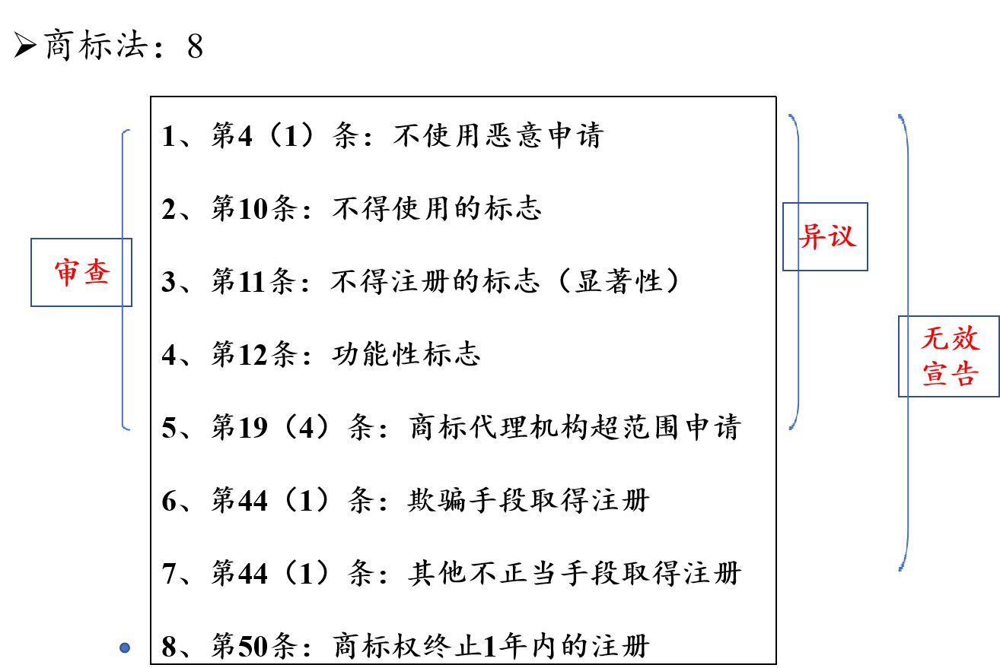 ➢商标法：8
1、第4（1）条：不使用恶意申请
2、第10条：不得使用的标志
异议
审查
3、第11条：不得注册的标志（显著性）
4、第12条：功能性标志
无效
宣告
5、第19（4）条：商标代理机构超范围申请
6、第44（1）条：欺骗手段取得注册
7、第44（1）条：其他不正当手段取得注册
8、第50条：商标权终止1年内的注册